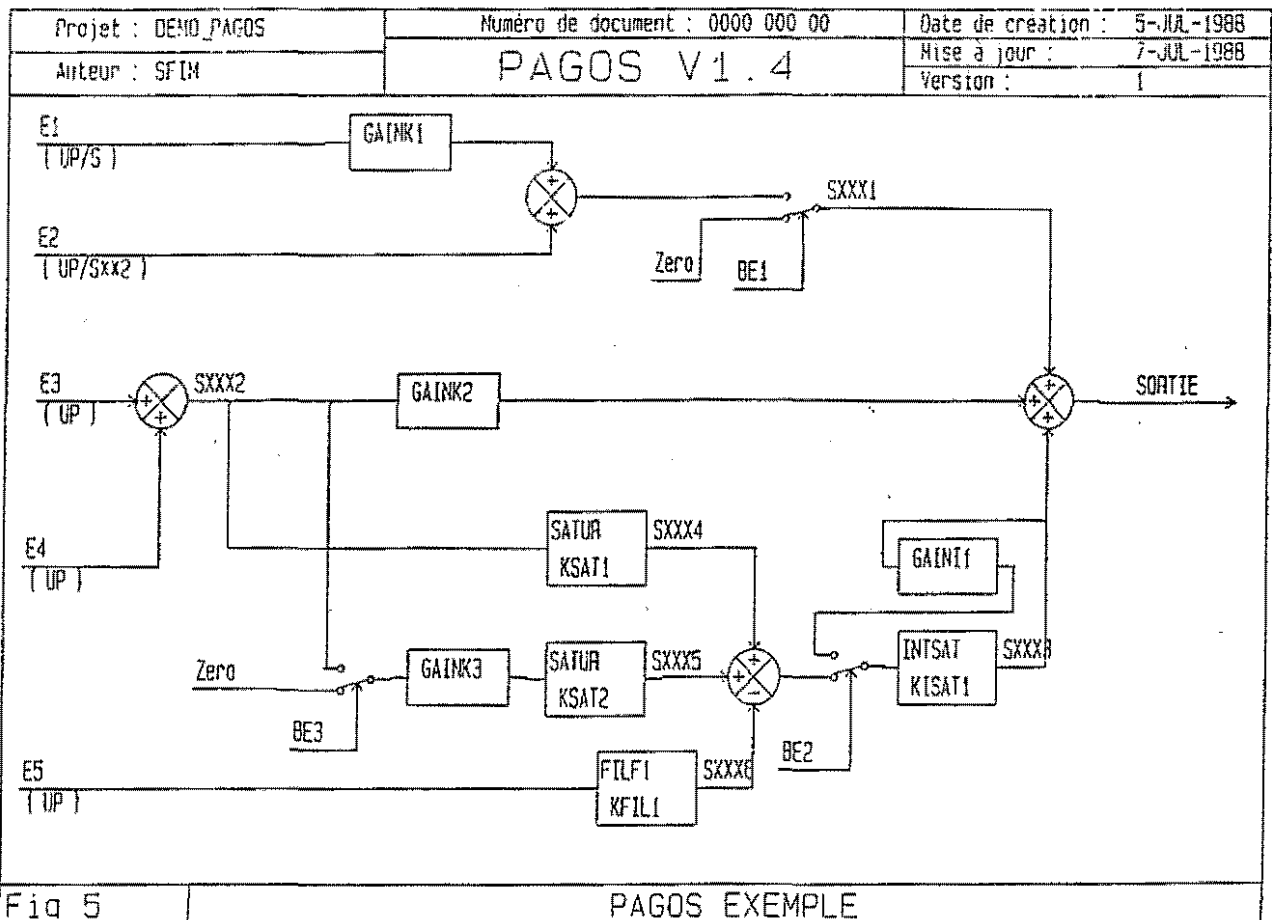 Projet : DEMO_PAGOS
Auteur : SFIM
Numéro de document : 0000 000 00
PAGOS V1.4
Date de création : 5-JUL-1988
Mise à jour : 7-JUL-1988
Version : 1
E1
( UP/S )
GAINK1
+
+
E2
( UP/S**2 )
SXXX1
Zero
BE1
E3
( UP )
+
+
SXXX2
GAINK2
+
+
+
SORTIE
E4
( UP )
SATUR
KSAT1
SXXX4
GAINI1
Zero
BE3
GAINK3
SATUR
KSAT2
SXXX5
+
+
-
BE2
INTSAT
KISAT1
E5
( UP )
FILF1
KFIL1
SXXX6
Fig 5
PAGOS EXEMPLE